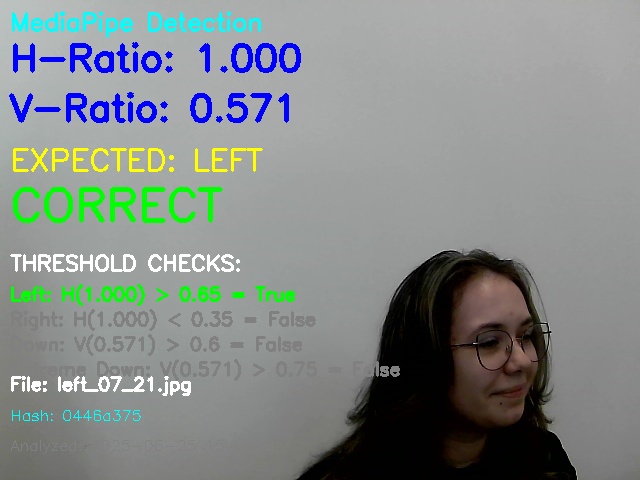 MediaPipe Detection
H-Ratio: 1.000
V-Ratio: 0.571
EXPECTED: LEFT
CORRECT
THRESHOLD CHECKS:
Left: H(1.000) > 0.65 = True
Right: H(1.000) < 0.35 = False
Down: V(0.571) > 0.6 = False
Down: V(0.571) > 0.75 = False
File: left_07_21.jpg
Hash: 0446a375
Analyzed: